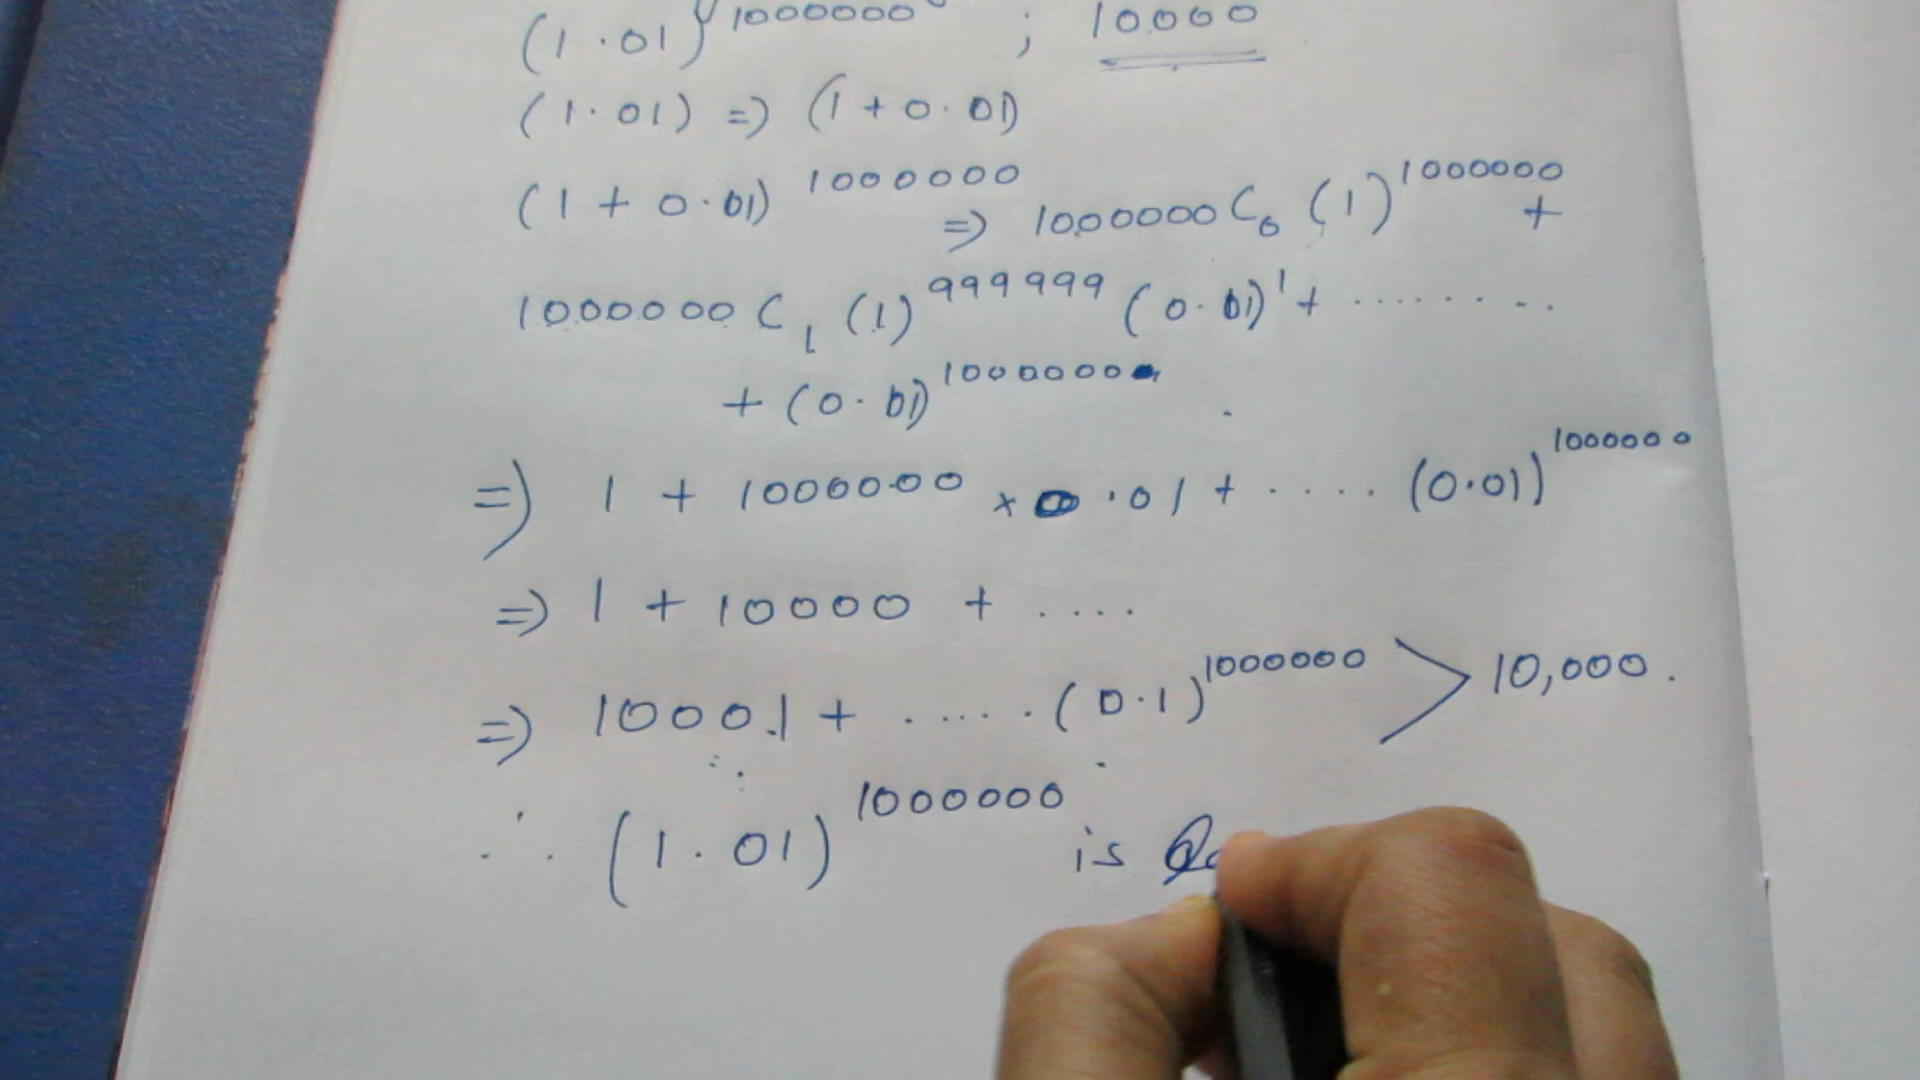 (1.01)^1000000 ; 10000
(1.01) => (1 + 0.01)
(1 + 0.01)^1000000 => 1000000C₀ (1)^1000000 +
1000000C₁ (1)^999999 (0.01)^1 + .........
+ (0.01)^1000000
=> 1 + 1000000 × 0.01 + .... (0.01)^1000000
=> 1 + 10000 + ....
=> 10001 + ..... (0.1)^1000000 > 10,000.
∴ (1.01)^1000000 is